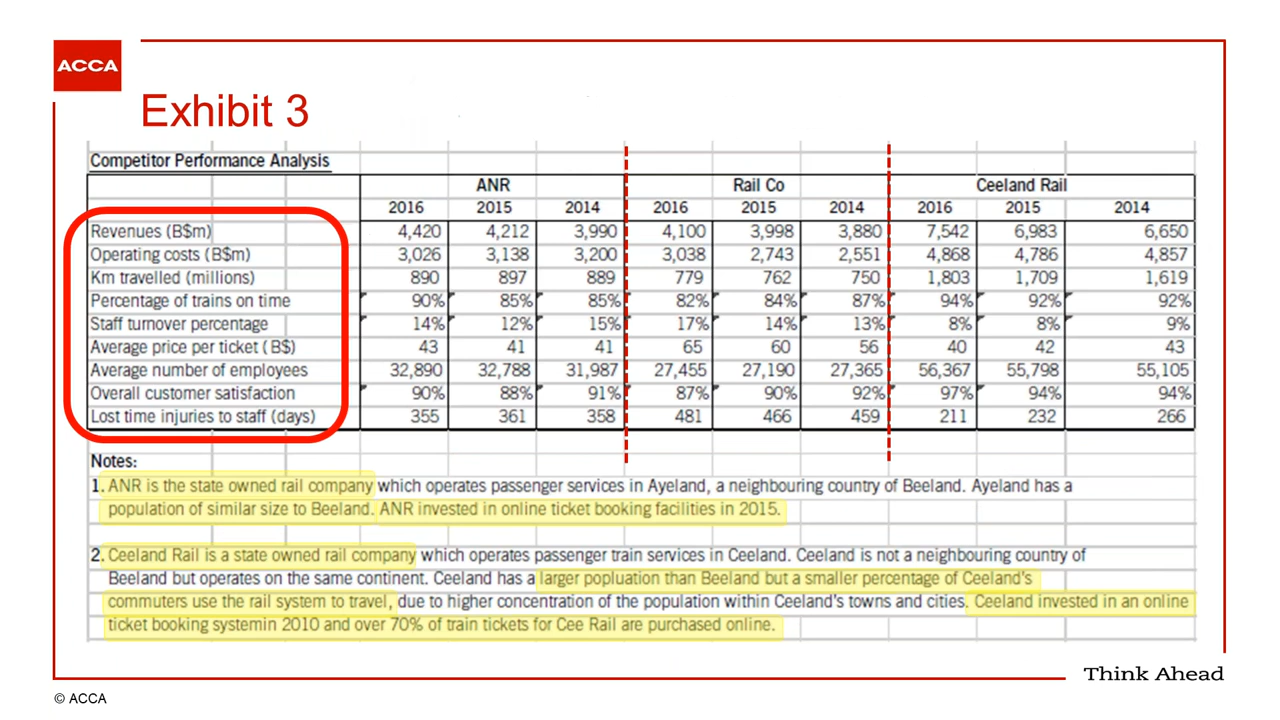 ACCA
Exhibit 3
Competitor Performance Analysis
ANR Rail Co Ceeland Rail
2016 2015 2014 2016 2015 2014 2016 2015 2014
Revenues (B$m) 4,420 4,212 3,990 4,100 3,998 3,880 7,542 6,983 6,650
Operating costs (B$m) 3,026 3,138 3,200 3,038 2,743 2,551 4,868 4,786 4,857
Km travelled (millions) 890 897 889 779 762 750 1,803 1,709 1,619
Percentage of trains on time 90% 85% 85% 82% 84% 87% 94% 92% 92%
Staff turnover percentage 14% 12% 15% 17% 14% 13% 8% 8% 9%
Average price per ticket ( B$) 43 41 41 65 60 56 40 42 43
Average number of employees 32,890 32,788 31,987 27,455 27,190 27,365 56,367 55,798 55,105
Overall customer satisfaction 90% 88% 91% 87% 90% 92% 97% 94% 94%
Lost time injuries to staff (days) 355 361 358 481 466 459 211 232 266
Notes:
1. ANR is the state owned rail company which operates passenger services in Ayeland, a neighbouring country of Beeland. Ayeland has a
population of similar size to Beeland. ANR invested in online ticket booking facilities in 2015.
2. Ceeland Rail is a state owned rail company which operates passenger train services in Ceeland. Ceeland is not a neighbouring country of
Beeland but operates on the same continent. Ceeland has a larger popluation than Beeland but a smaller percentage of Ceeland's
commuters use the rail system to travel, due to higher concentration of the population within Ceeland's towns and cities. Ceeland invested in an online
ticket booking systemin 2010 and over 70% of train tickets for Cee Rail are purchased online.
Think Ahead
© ACCA